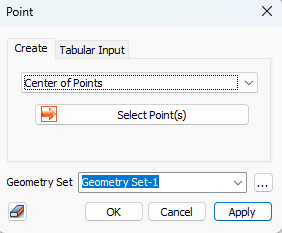 Point
Create Tabular Input
Center of Points
Select Point(s)
Geometry Set Geometry Set-1 ...
OK Cancel Apply